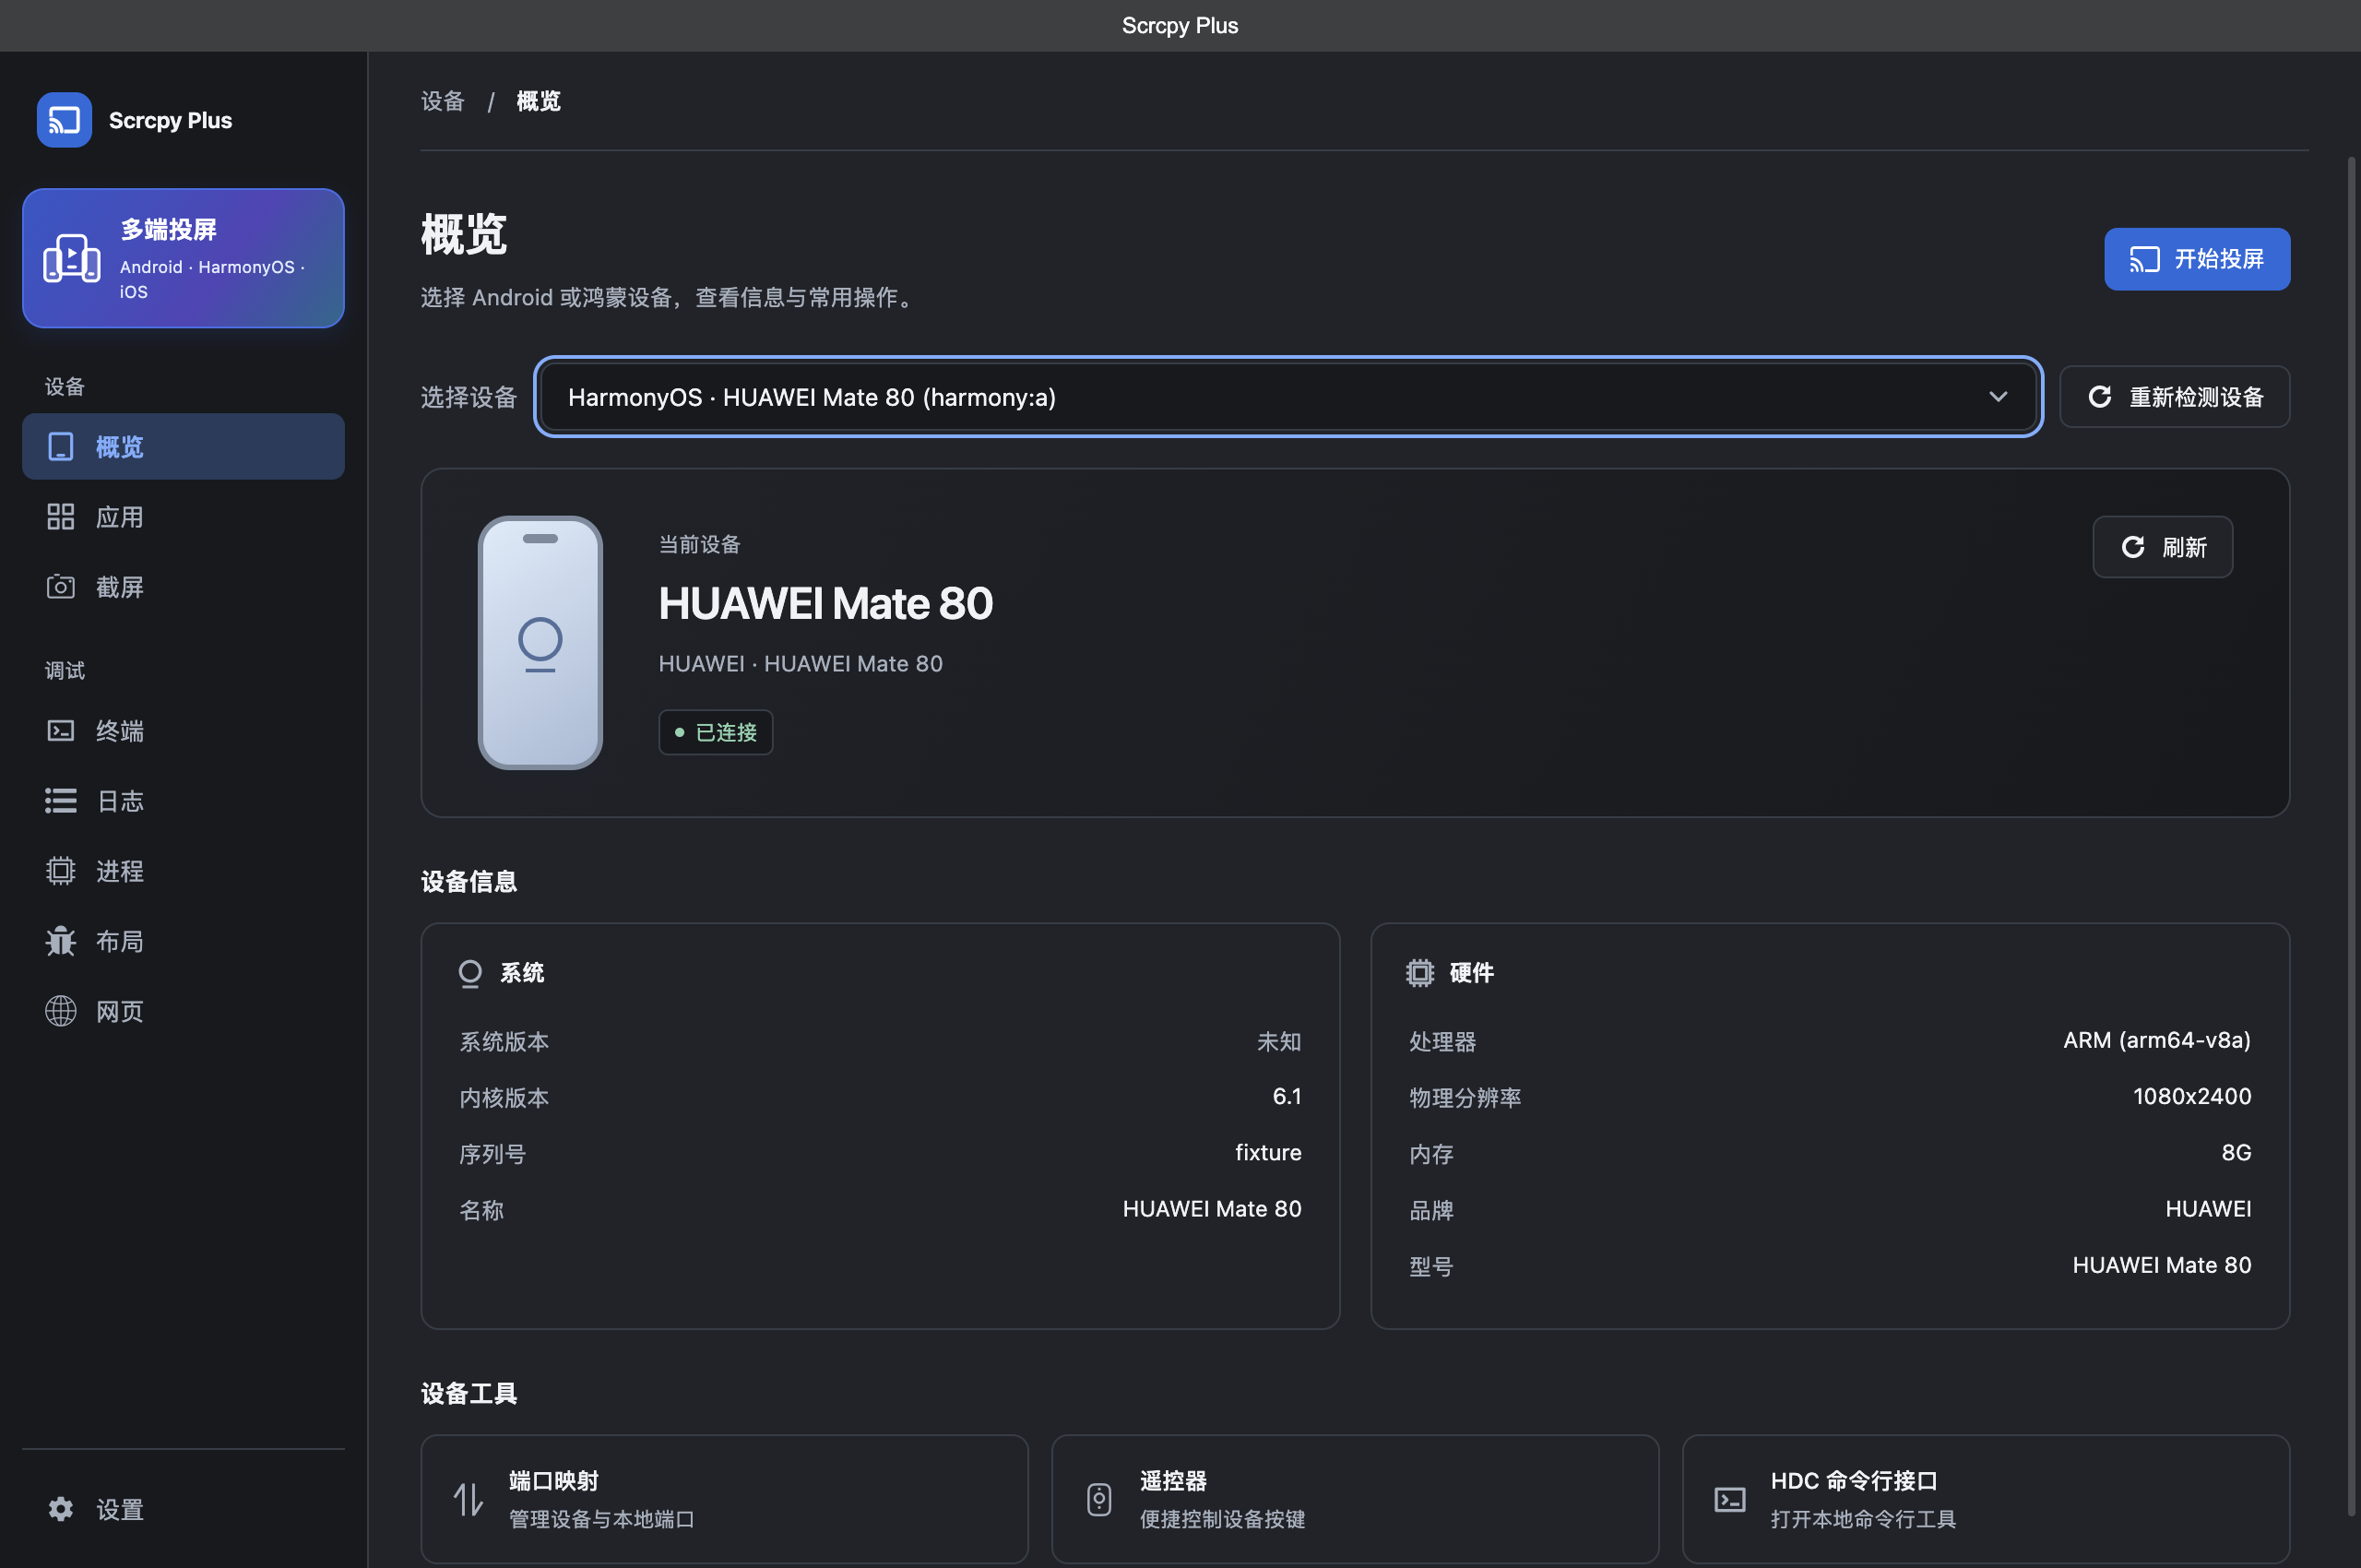 Scrcpy Plus
Scrcpy Plus
多端投屏
Android · HarmonyOS ·
iOS
设备
概览
应用
截屏
调试
终端
日志
进程
布局
网页
设置
设备 / 概览
概览
选择 Android 或鸿蒙设备，查看信息与常用操作。
开始投屏
选择设备
HarmonyOS · HUAWEI Mate 80 (harmony:a)
重新检测设备
当前设备
HUAWEI Mate 80
HUAWEI · HUAWEI Mate 80
已连接
刷新
设备信息
系统
系统版本 未知
内核版本 6.1
序列号 fixture
名称 HUAWEI Mate 80
硬件
处理器 ARM (arm64-v8a)
物理分辨率 1080x2400
内存 8G
品牌 HUAWEI
型号 HUAWEI Mate 80
设备工具
端口映射
管理设备与本地端口
遥控器
便捷控制设备按键
HDC 命令行接口
打开本地命令行工具